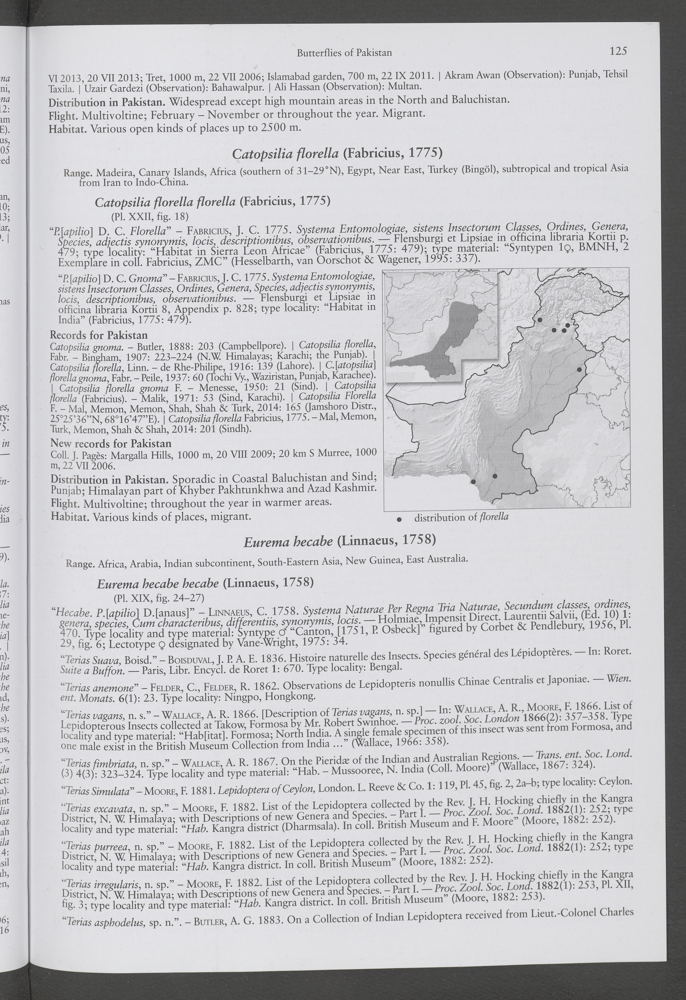 Butterflies of Pakistan 125
VI 2013, 20 VII 2013; Tret, 1000 m, 22 VII 2006; Islamabad garden, 700 m, 22 IX 2011. | Akram Awan (Observation): Punjab, Tehsil
Taxila. | Uzair Gardezi (Observation): Bahawalpur. | Ali Hassan (Observation): Multan.
Distribution in Pakistan. Widespread except high mountain areas in the North and Baluchistan.
Flight. Multivoltine; February – November or throughout the year. Migrant.
Habitat. Various open kinds of places up to 2500 m.
Catopsilia florella (Fabricius, 1775)
Range. Madeira, Canary Islands, Africa (southern of 31–29°N), Egypt, Near East, Turkey (Bingöl), subtropical and tropical Asia
from Iran to Indo-China.
Catopsilia florella florella (Fabricius, 1775)
(Pl. XXII, fig. 18)
“P.[apilio] D. C. Florella” – FABRICIUS, J. C. 1775. Systema Entomologiae, sistens Insectorum Classes, Ordines, Genera,
Species, adjectis synonymis, locis, descriptionibus, observationibus. — Flensburgi et Lipsiae in officina libraria Kortii p.
479; type locality: “Habitat in Sierra Leon Africae” (Fabricius, 1775: 479); type material: “Syntypen 1♀, BMNH, 2
Exemplare in coll. Fabricius, ZMC” (Hesselbarth, van Oorschot & Wagener, 1995: 337).
“P.[apilio] D. C. Gnoma” – FABRICIUS, J. C. 1775. Systema Entomologiae,
sistens Insectorum Classes, Ordines, Genera, Species, adjectis synonymis,
locis, descriptionibus, observationibus. — Flensburgi et Lipsiae in
officina libraria Kortii 8, Appendix p. 828; type locality: “Habitat in
India” (Fabricius, 1775: 479).
Records for Pakistan
Catopsilia gnoma. – Butler, 1888: 203 (Campbellpore). | Catopsilia florella,
Fabr. – Bingham, 1907: 223–224 (N.W. Himalayas; Karachi; the Punjab). |
Catopsilia florella, Linn. – de Rhe-Philipe, 1916: 139 (Lahore). | C.[atopsilia]
florella gnoma, Fabr. – Peile, 1937: 60 (Tochi Vy., Waziristan, Punjab, Karachee).
| Catopsilia florella gnoma F. – Menesse, 1950: 21 (Sind). | Catopsilia
florella (Fabricius). – Malik, 1971: 53 (Sind, Karachi). | Catopsilia Florella
F. – Mal, Memon, Memon, Shah, Shah & Turk, 2014: 165 (Jamshoro Distr.,
25°25'36"N, 68°16'47"E). | Catopsilia florella Fabricius, 1775. – Mal, Memon,
Turk, Memon, Shah & Shah, 2014: 201 (Sindh).
New records for Pakistan
Coll. J. Pagès: Margalla Hills, 1000 m, 20 VIII 2009; 20 km S Murree, 1000
m, 22 VII 2006.
Distribution in Pakistan. Sporadic in Coastal Baluchistan and Sind;
Punjab; Himalayan part of Khyber Pakhtunkhwa and Azad Kashmir.
Flight. Multivoltine; throughout the year in warmer areas.
Habitat. Various kinds of places, migrant.
● distribution of florella
Eurema hecabe (Linnaeus, 1758)
Range. Africa, Arabia, Indian subcontinent, South-Eastern Asia, New Guinea, East Australia.
Eurema hecabe hecabe (Linnaeus, 1758)
(Pl. XIX, fig. 24–27)
“Hecabe. P.[apilio] D.[anaus]” – LINNAEUS, C. 1758. Systema Naturae Per Regna Tria Naturae, Secundum classes, ordines,
genera, species, Cum characteribus, differentiis, synonymis, locis. — Holmiae, Impensit Direct. Laurentii Salvii, (Ed. 10) 1:
470. Type locality and type material: Syntype ♂ “Canton, [1751, P. Osbeck]” figured by Corbet & Pendlebury, 1956, Pl.
29, fig. 6; Lectotype ♀ designated by Vane-Wright, 1975: 34.
“Terias Suava, Boisd.” – BOISDUVAL, J. P. A. E. 1836. Histoire naturelle des Insects. Species général des Lépidoptères. — In: Roret.
Suite a Buffon. — Paris, Libr. Encycl. de Roret 1: 670. Type locality: Bengal.
“Terias anemone” – FELDER, C., FELDER, R. 1862. Observationes de Lepidopteris nonullis Chinae Centralis et Japoniae. — Wien.
ent. Monats. 6(1): 23. Type locality: Ningpo, Hongkong.
“Terias vagans, n. s.” – WALLACE, A. R. 1866. [Description of Terias vagans, n. sp.] — In: WALLACE, A. R., MOORE, F. 1866. List of
Lepidopterous Insects collected at Takow, Formosa by Mr. Robert Swinhoe. — Proc. zool. Soc. London 1866(2): 357–358. Type
locality and type material: “Hab[itat]. Formosa; North India. A single female specimen of this insect was sent from Formosa, and
one male exist in the British Museum Collection from India ...” (Wallace, 1966: 358).
“Terias fimbriata, n. sp.” – WALLACE, A. R. 1867. On the Pieridæ of the Indian and Australian Regions. — Trans. ent. Soc. Lond.
(3) 4(3): 323–324. Type locality and type material: “Hab. – Mussooree, N. India (Coll. Moore)” (Wallace, 1867: 324).
“Terias Simulata” – MOORE, F. 1881. Lepidoptera of Ceylon, London. L. Reeve & Co. 1: 119, Pl. 45, fig. 2, 2a–b; type locality: Ceylon.
“Terias excavata, n. sp.” – MOORE, F. 1882. List of the Lepidoptera collected by the Rev. J. H. Hocking chiefly in the Kangra
District, N. W. Himalaya; with Descriptions of new Genera and Species. – Part I. — Proc. Zool. Soc. Lond. 1882(1): 252; type
locality and type material: “Hab. Kangra district (Dharmsala). In coll. British Museum and F. Moore” (Moore, 1882: 252).
“Terias purreea, n. sp.” – MOORE, F. 1882. List of the Lepidoptera collected by the Rev. J. H. Hocking chiefly in the Kangra
District, N. W. Himalaya; with Descriptions of new Genera and Species. – Part I. — Proc. Zool. Soc. Lond. 1882(1): 252; type
locality and type material: “Hab. Kangra district. In coll. British Museum” (Moore, 1882: 252).
“Terias irregularis, n. sp.” – MOORE, F. 1882. List of the Lepidoptera collected by the Rev. J. H. Hocking chiefly in the Kangra
District, N. W. Himalaya; with Descriptions of new Genera and Species. – Part I. — Proc. Zool. Soc. Lond. 1882(1): 253, Pl. XII,
fig. 3; type locality and type material: “Hab. Kangra district. In coll. British Museum” (Moore, 1882: 253).
“Terias asphodelus, sp. n.”. – BUTLER, A. G. 1883. On a Collection of Indian Lepidoptera received from Lieut.-Colonel Charles